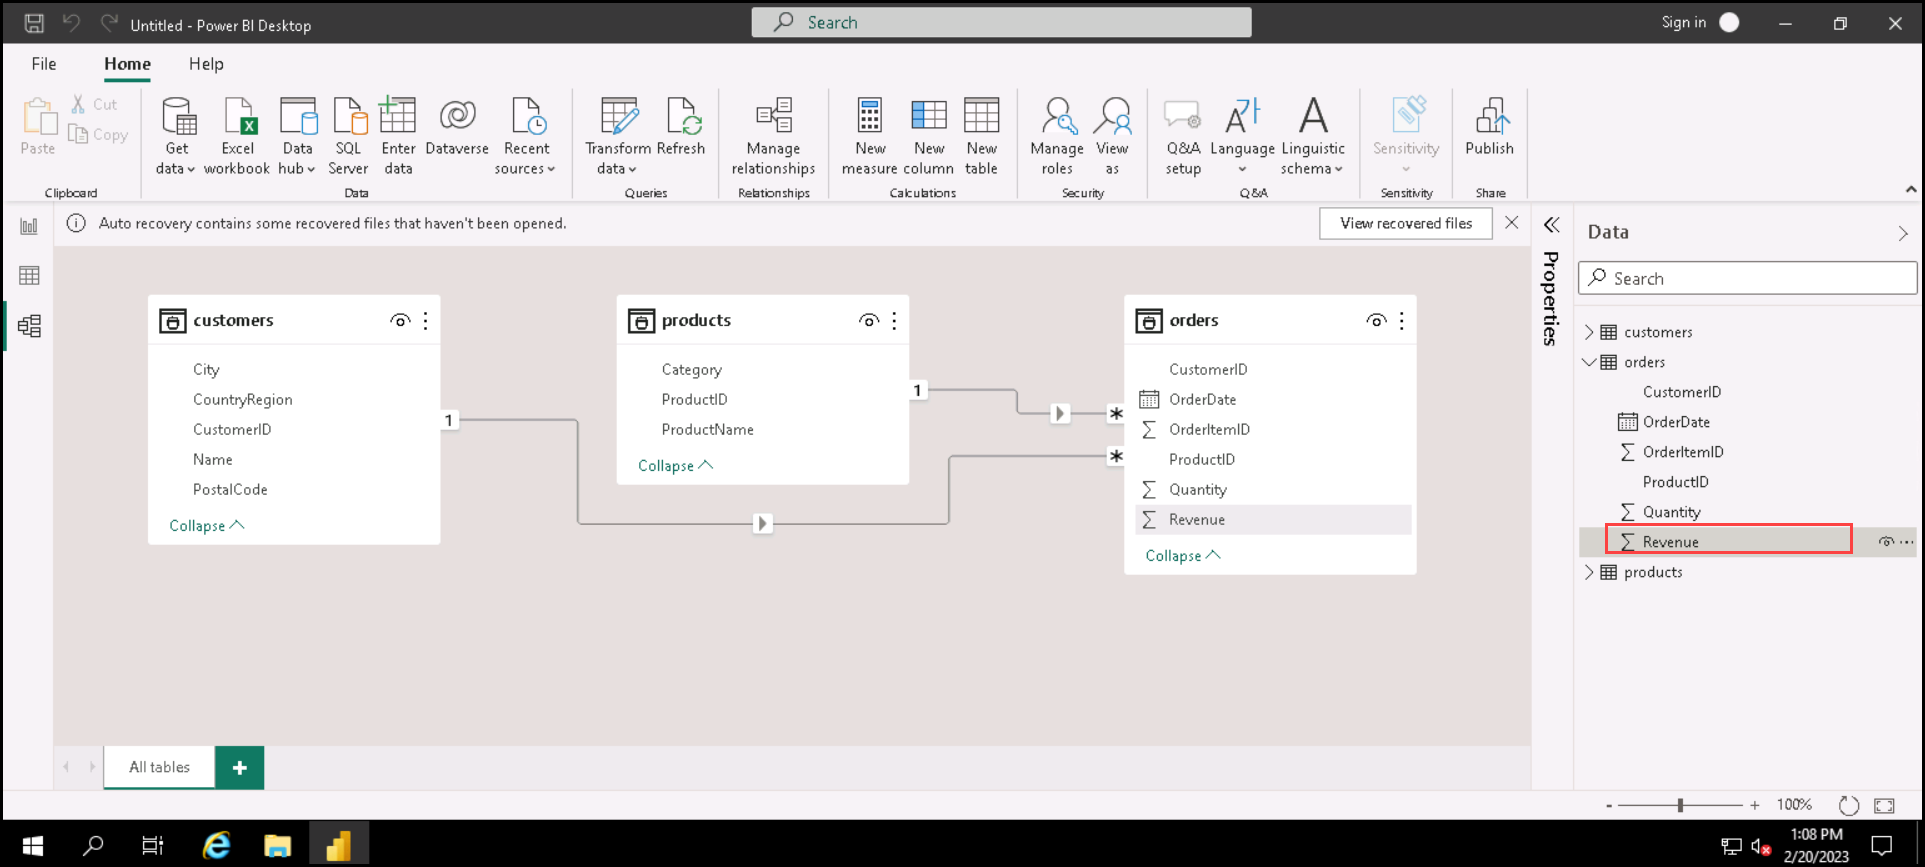 Untitled - Power BI Desktop
Search
Sign in
File
Home
Help
Paste
Cut
Copy
Clipboard
Get data
Excel workbook
Data hub
SQL Server
Enter data
Dataverse
Recent sources
Data
Transform data
Refresh
Queries
Manage relationships
Relationships
New measure
New column
New table
Calculations
Manage roles
View as
Security
Q&A setup
Language
Linguistic schema
Q&A
Sensitivity
Sensitivity
Publish
Share
Auto recovery contains some recovered files that haven't been opened.
View recovered files
customers
City
CountryRegion
CustomerID
Name
PostalCode
Collapse
1
products
Category
ProductID
ProductName
Collapse
1
*
*
orders
CustomerID
OrderDate
OrderItemID
ProductID
Quantity
Revenue
Collapse
Properties
Data
Search
customers
orders
CustomerID
OrderDate
OrderItemID
ProductID
Quantity
Revenue
products
All tables
+
- + 100%
1:08 PM
2/20/2023